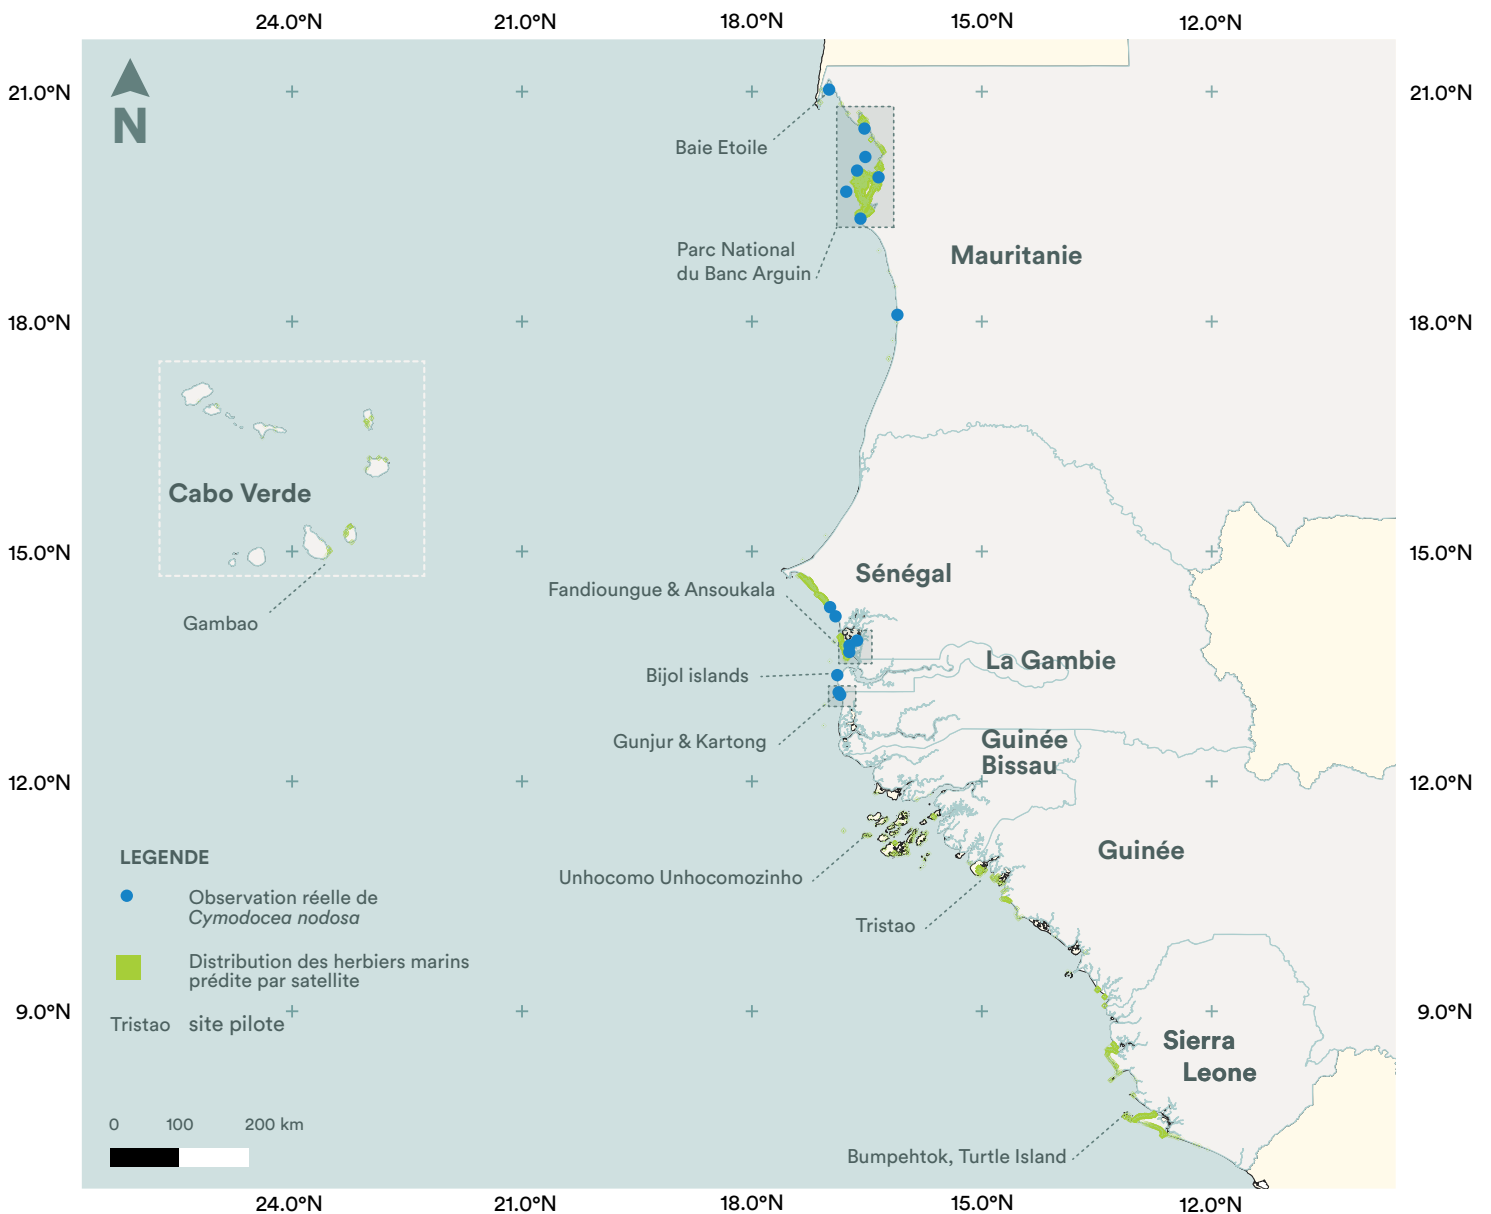 24.0°N 21.0°N 18.0°N 15.0°N 12.0°N
21.0°N 21.0°N
N
Baie Etoile
Parc National
du Banc Arguin
Mauritanie
18.0°N 18.0°N
Cabo Verde
15.0°N 15.0°N
Sénégal
Fandioungue & Ansoukala
Gambao
La Gambie
Bijol islands
Gunjur & Kartong
Guinée
Bissau
12.0°N 12.0°N
LEGENDE
Observation réelle de
Cymodocea nodosa
Distribution des herbiers marins
prédite par satellite
Tristao site pilote
Guinée
Unhocomo Unhocomozinho
Tristao
9.0°N 9.0°N
Sierra
Leone
0 100 200 km
Bumpehtok, Turtle Island
24.0°N 21.0°N 18.0°N 15.0°N 12.0°N